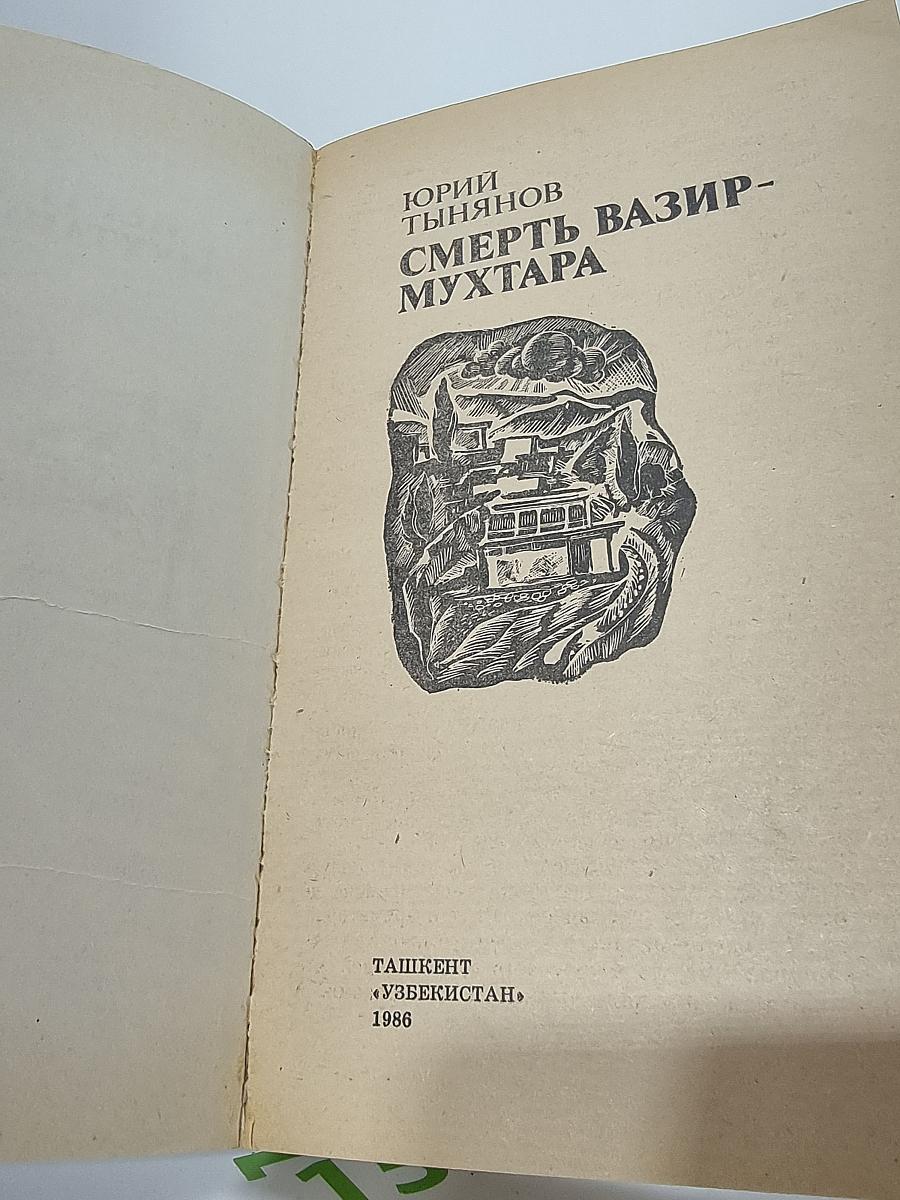 ЮРИЙ
ТЫНЯНОВ
СМЕРТЬ ВАЗИР-
МУХТАРА
ТАШКЕНТ
«УЗБЕКИСТАН»
1986